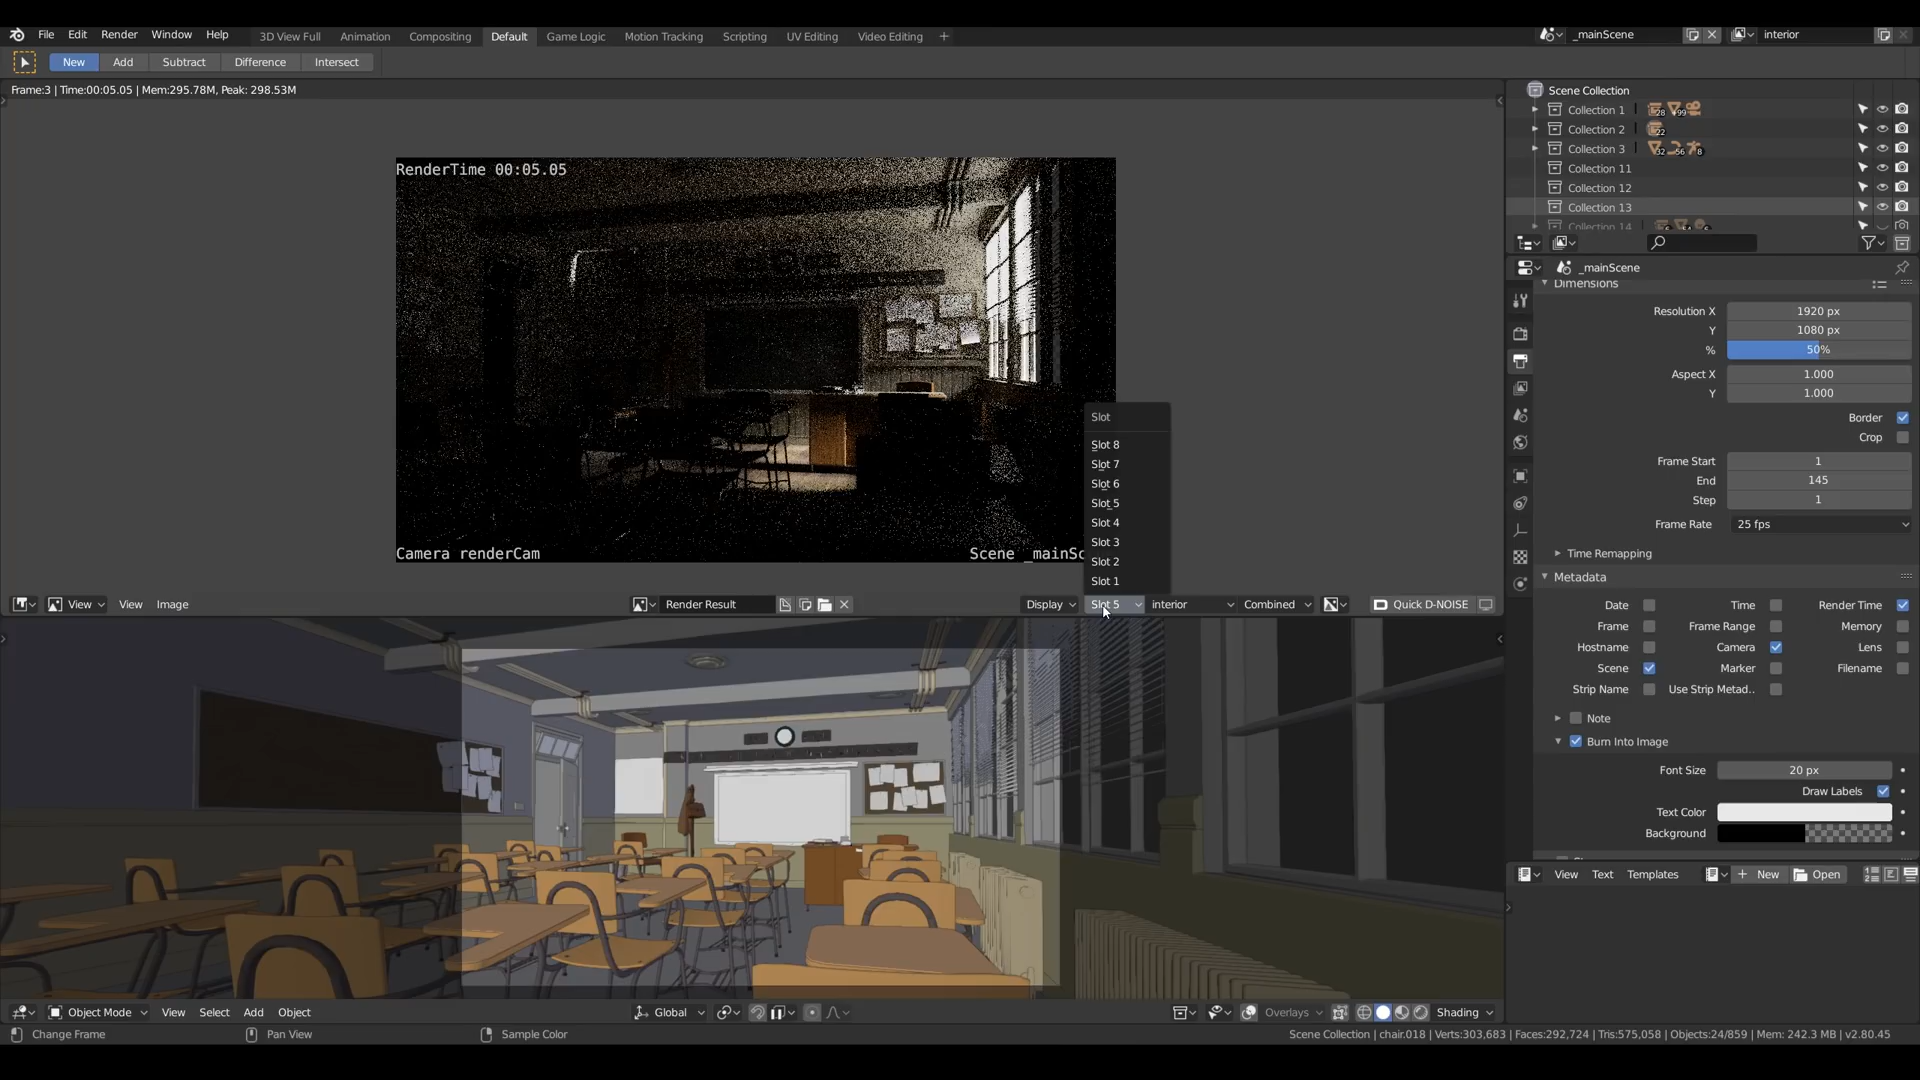 File Edit Render Window Help 3D View Full Animation Compositing Default Game Logic Motion Tracking Scripting UV Editing Video Editing _mainScene interior
New Add Subtract Difference Intersect
Frame:3 | Time:00:05.05 | Mem:295.78M, Peak: 298.53M
Scene Collection
Collection 1 28 +99
Collection 2 22
Collection 3 32 56 8
Collection 11
Collection 12
Collection 13
Collection 14
RenderTime 00:05.05
Camera renderCam
Scene _mainSc
Slot
Slot 8
Slot 7
Slot 6
Slot 5
Slot 4
Slot 3
Slot 2
Slot 1
View View Image Render Result Display Slot 5 interior Combined Quick D-NOISE
_mainScene
Dimensions
Resolution X 1920 px
Y 1080 px
% 50%
Aspect X 1.000
Y 1.000
Border
Crop
Frame Start 1
End 145
Step 1
Frame Rate 25 fps
Time Remapping
Metadata
Date Time Render Time
Frame Frame Range Memory
Hostname Camera Lens
Scene Marker Filename
Strip Name Use Strip Metad..
Note
Burn Into Image
Font Size 20 px
Draw Labels
Text Color
Background
View Text Templates New Open
Object Mode View Select Add Object Global Overlays Shading
Change Frame Pan View Sample Color Scene Collection | chair.018 | Verts:303,683 | Faces:292,724 | Tris:575,058 | Objects:24/859 | Mem: 242.3 MB | v2.80.45